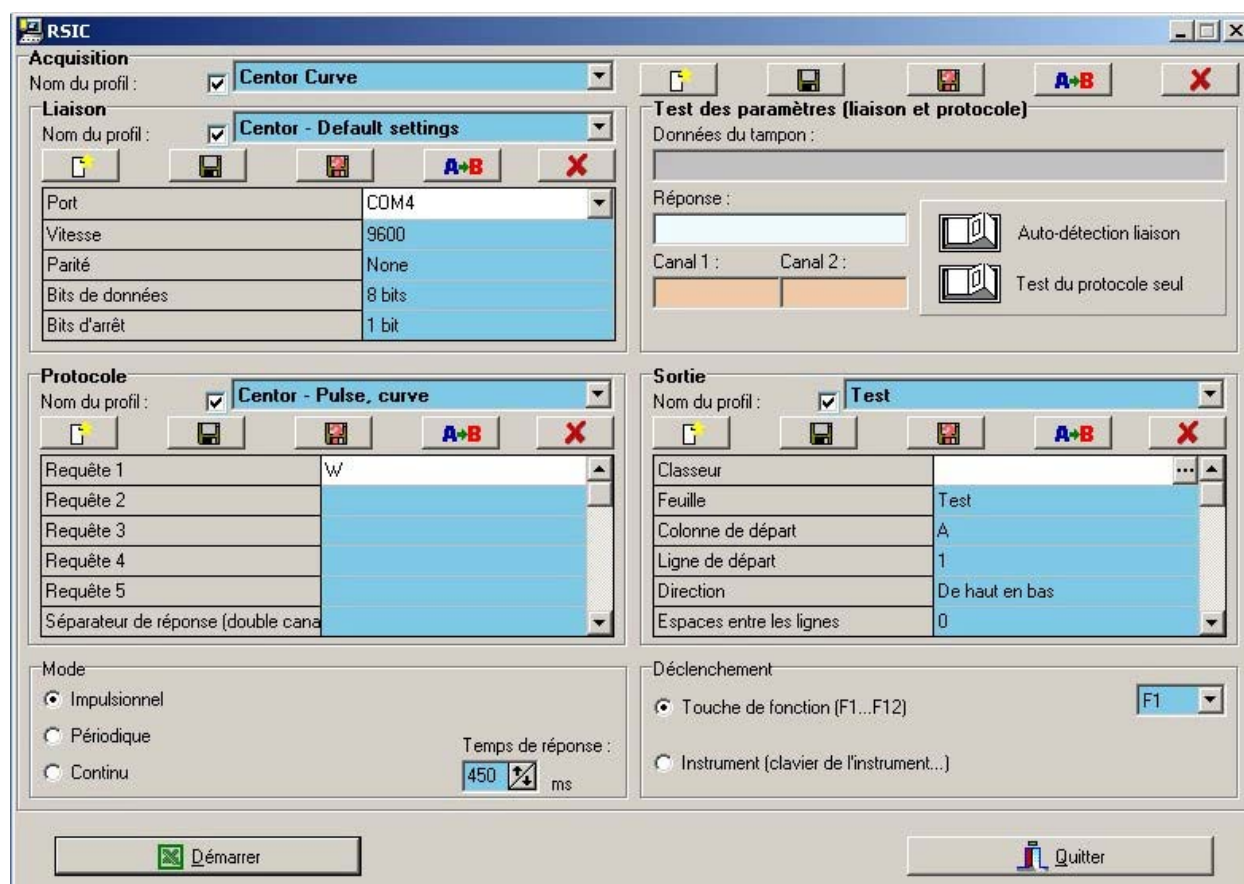 RSIC
Acquisition
Nom du profil :
Centor Curve
A→B
Liaison
Nom du profil :
Centor - Default settings
A→B
Port
COM4
Vitesse
9600
Parité
None
Bits de données
8 bits
Bits d'arrêt
1 bit
Test des paramètres (liaison et protocole)
Données du tampon :
Réponse :
Canal 1 :
Canal 2 :
Auto-détection liaison
Test du protocole seul
Protocole
Nom du profil :
Centor - Pulse, curve
A→B
Requête 1
W
Requête 2
Requête 3
Requête 4
Requête 5
Séparateur de réponse (double cana
Sortie
Nom du profil :
Test
A→B
Classeur
...
Feuille
Test
Colonne de départ
A
Ligne de départ
1
Direction
De haut en bas
Espaces entre les lignes
0
Mode
Impulsionnel
Périodique
Continu
Temps de réponse :
450
ms
Déclenchement
Touche de fonction (F1...F12)
F1
Instrument (clavier de l'instrument...)
Démarrer
Quitter